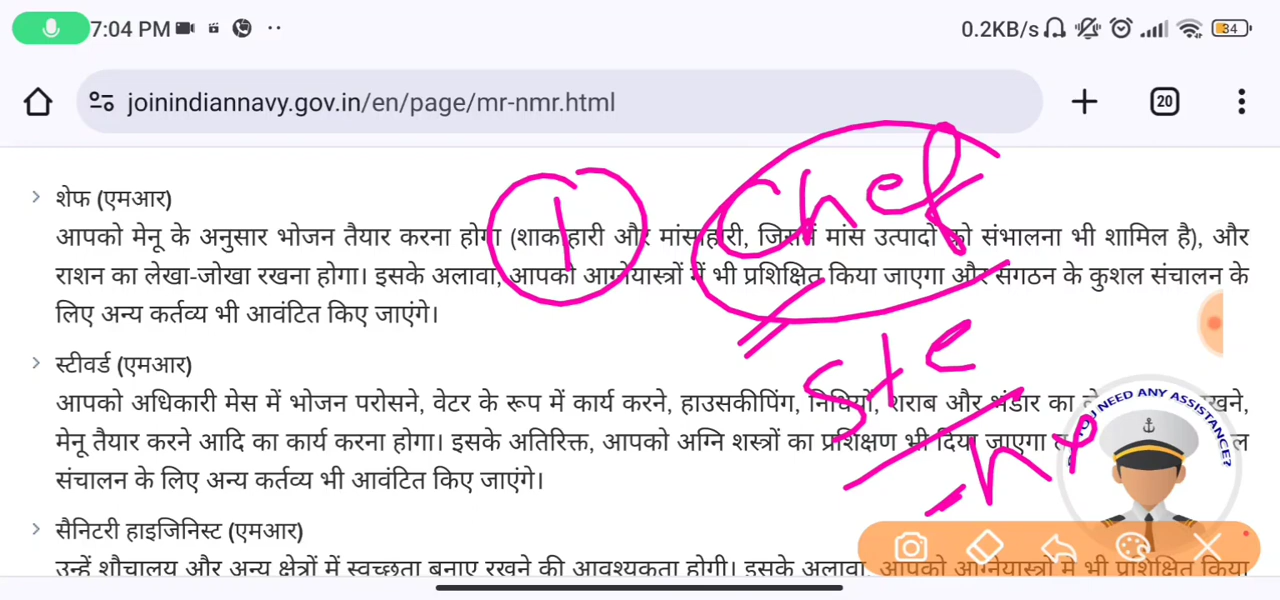 7:04 PM
0.2KB/s 34
joinindiannavy.gov.in/en/page/mr-nmr.html
20
शेफ (एमआर)
आपको मेनू के अनुसार भोजन तैयार करना होगा (शाकाहारी और मांसाहारी, जिसमें मांस उत्पादों को संभालना भी शामिल है), और
राशन का लेखा-जोखा रखना होगा। इसके अलावा, आपको आग्नेयास्त्रों में भी प्रशिक्षित किया जाएगा और संगठन के कुशल संचालन के
लिए अन्य कर्तव्य भी आवंटित किए जाएंगे।
1
Chef
स्टीवर्ड (एमआर)
आपको अधिकारी मेस में भोजन परोसने, वेटर के रूप में कार्य करने, हाउसकीपिंग, निधियों, शराब और भंडार का
मेनू तैयार करने आदि का कार्य करना होगा। इसके अतिरिक्त, आपको अग्नि शस्त्रों का प्रशिक्षण भी दिया जाएगा
संचालन के लिए अन्य कर्तव्य भी आवंटित किए जाएंगे।
Ste
NEED ANY ASSISTANCE?
सैनिटरी हाइजिनिस्ट (एमआर)
उन्हें शौचालय और अन्य क्षेत्रों में स्वच्छता बनाए रखने की आवश्यकता होगी। इसके अलावा, आपको आग्नेयास्त्रों में भी प्रशिक्षित किया